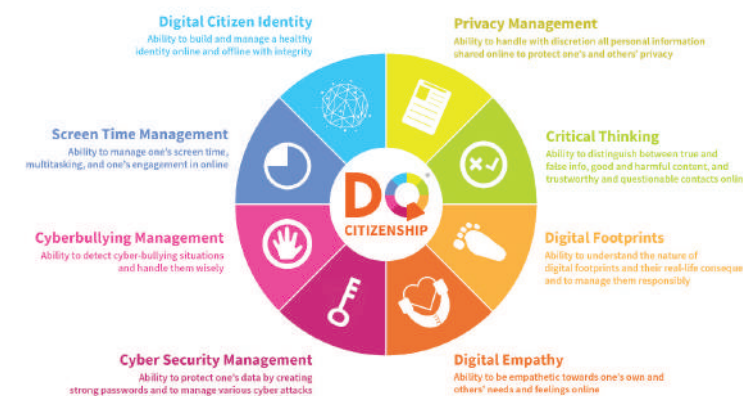 Digital Citizen Identity
Ability to build and manage a healthy
identity online and offline with integrity
Privacy Management
Ability to handle with discretion all personal information
shared online to protect one's and others' privacy
Screen Time Management
Ability to manage one's screen time,
multitasking, and one's engagement in online
Critical Thinking
Ability to distinguish between true and
false info, good and harmful content, and
trustworthy and questionable contacts onlin
DQ
CITIZENSHIP
Cyberbullying Management
Ability to detect cyber-bullying situations
and handle them wisely
Digital Footprints
Ability to understand the nature of
digital footprints and their real-life conseque
and to manage them responsibly
Cyber Security Management
Ability to protect one's data by creating
strong passwords and to manage various cyber attacks
Digital Empathy
Ability to be empathetic towards one's own and
others' needs and feelings online